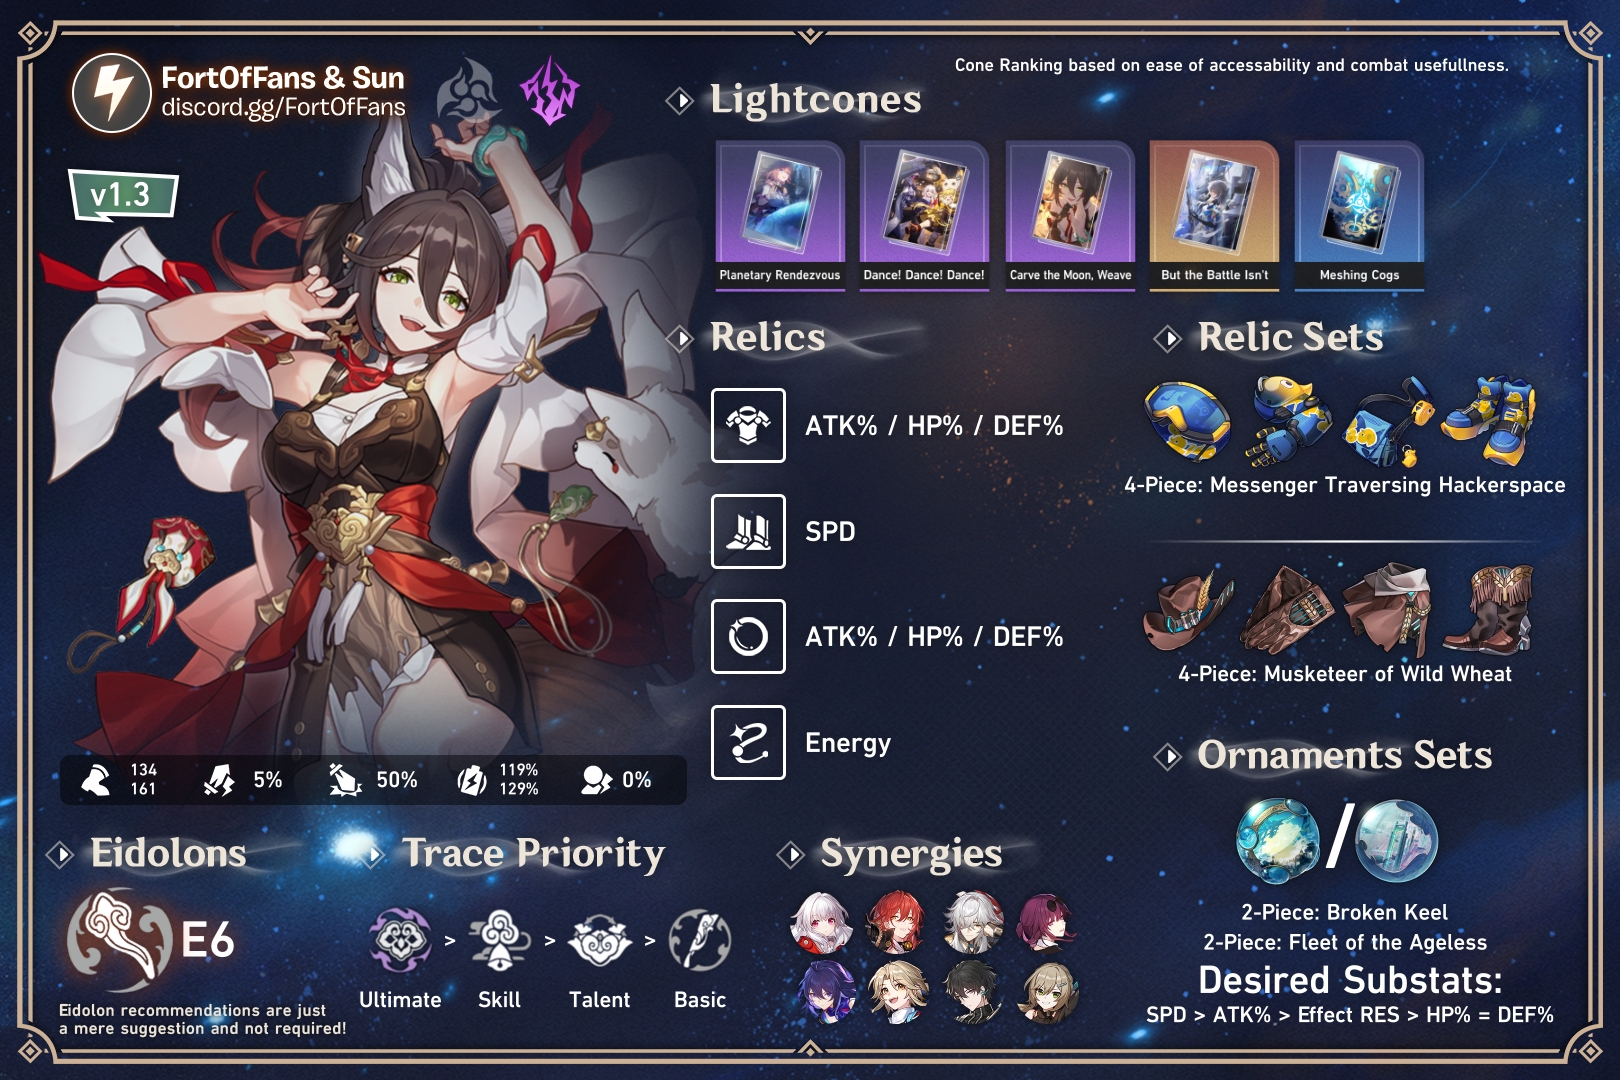 FortOfFans & Sun
discord.gg/FortOfFans
v1.3
Cone Ranking based on ease of accessability and combat usefullness.
Lightcones
Planetary Rendezvous
Dance! Dance! Dance!
Carve the Moon, Weave
But the Battle Isn't
Meshing Cogs
Relics
ATK% / HP% / DEF%
SPD
ATK% / HP% / DEF%
Energy
Relic Sets
4-Piece: Messenger Traversing Hackerspace
4-Piece: Musketeer of Wild Wheat
Ornaments Sets
/
2-Piece: Broken Keel
2-Piece: Fleet of the Ageless
Desired Substats:
SPD > ATK% > Effect RES > HP% = DEF%
134
161
5%
50%
119%
129%
0%
Eidolons
E6
Eidolon recommendations are just
a mere suggestion and not required!
Trace Priority
> > >
Ultimate Skill Talent Basic
Synergies